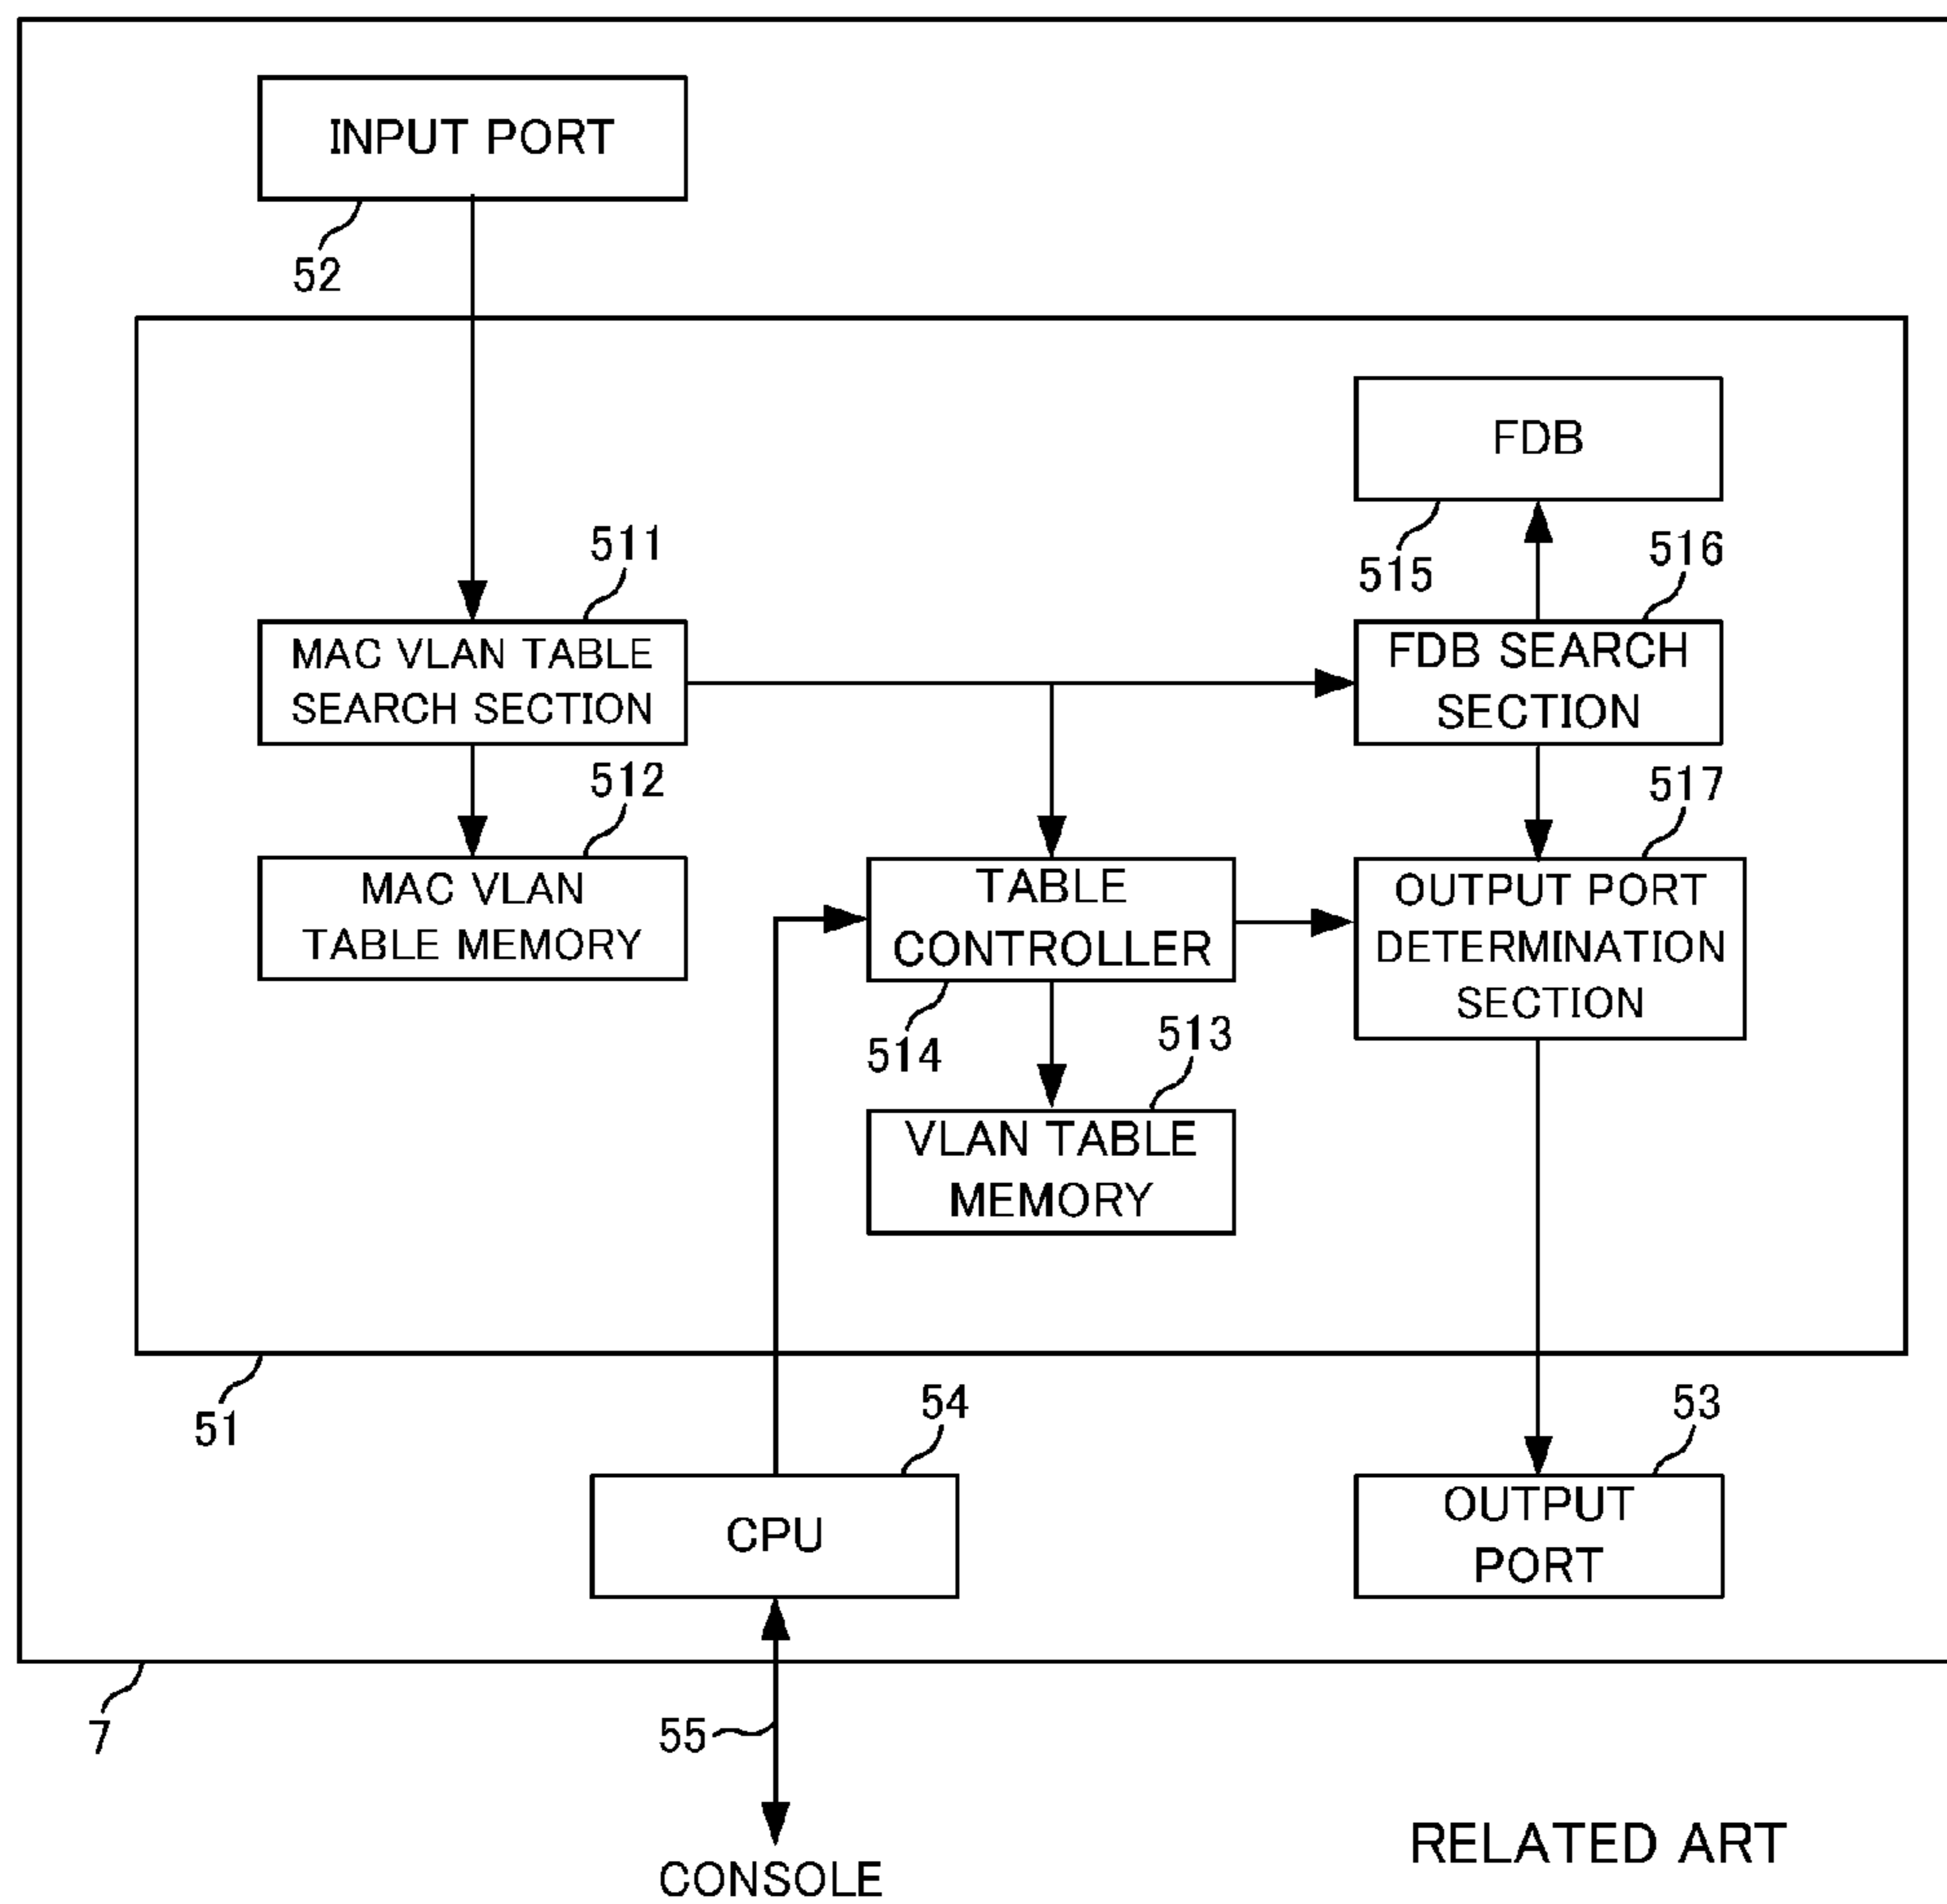 INPUT PORT
52
FDB
515
511
516
MAC VLAN TABLE
SEARCH SECTION
FDB SEARCH
SECTION
512
517
MAC VLAN
TABLE MEMORY
TABLE
CONTROLLER
OUTPUT PORT
DETERMINATION
SECTION
514
513
VLAN TABLE
MEMORY
51
54
53
CPU
OUTPUT
PORT
7
55
CONSOLE
RELATED ART